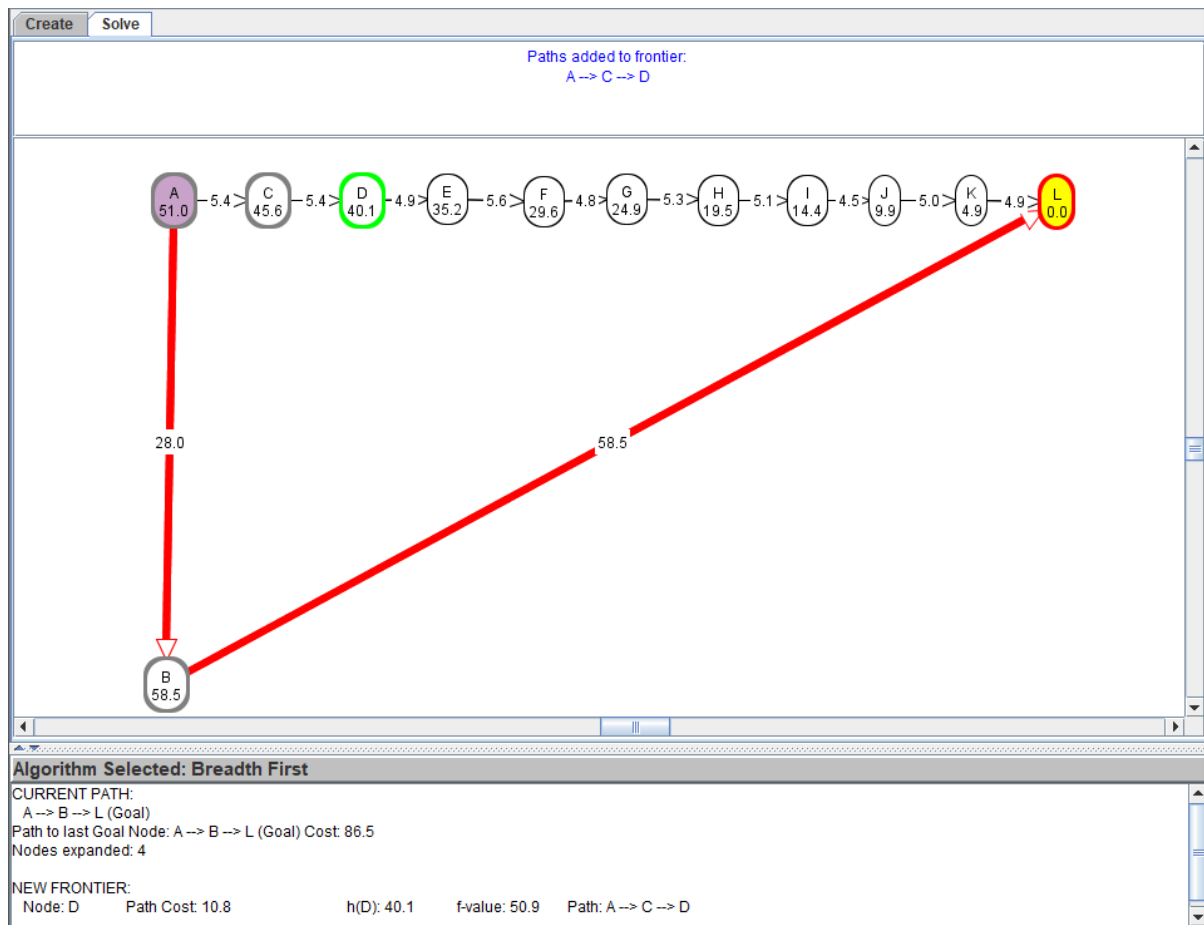 Create Solve
Paths added to frontier:
A --> C --> D
A C D E F G H I J K L
51.0 5.4 45.6 5.4 40.1 4.9 35.2 5.6 29.6 4.8 24.9 5.3 19.5 5.1 14.4 4.5 9.9 5.0 4.9 4.9 0.0
28.0 58.5
B
58.5
Algorithm Selected: Breadth First
CURRENT PATH:
A --> B --> L (Goal)
Path to last Goal Node: A --> B --> L (Goal) Cost: 86.5
Nodes expanded: 4
NEW FRONTIER:
Node: D Path Cost: 10.8 h(D): 40.1 f-value: 50.9 Path: A --> C --> D